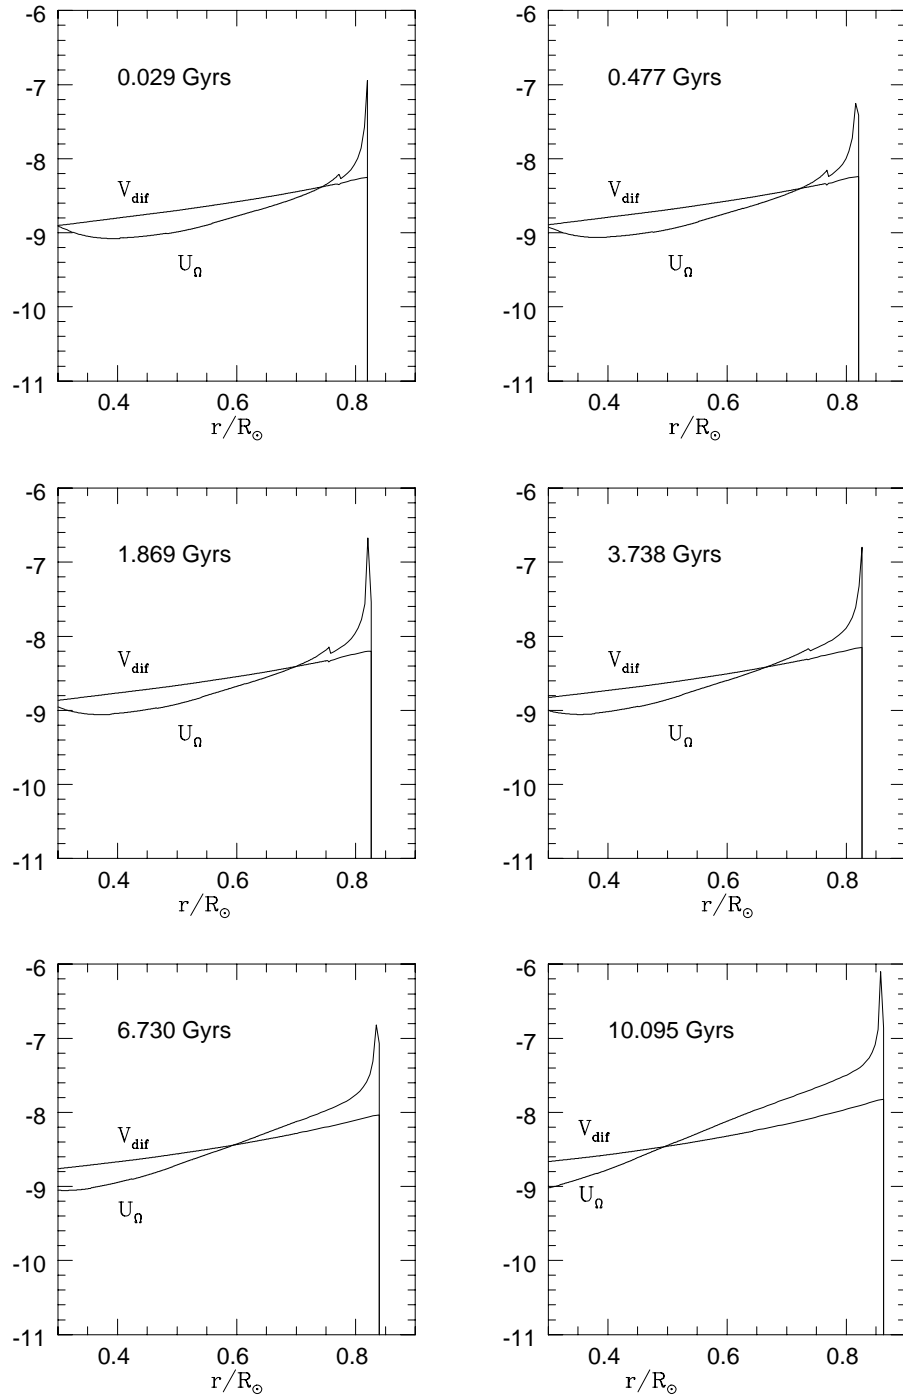 -6 -6
0.029 Gyrs 0.477 Gyrs
-7 -7
-8 -8
V_dif V_dif
-9 -9
U_Ω U_Ω
-10 -10
-11 -11
0.4 0.6 0.8 0.4 0.6 0.8
r/R_⊙ r/R_⊙
-6 -6
1.869 Gyrs 3.738 Gyrs
-7 -7
-8 -8
V_dif V_dif
-9 -9
U_Ω U_Ω
-10 -10
-11 -11
0.4 0.6 0.8 0.4 0.6 0.8
r/R_⊙ r/R_⊙
-6 -6
6.730 Gyrs 10.095 Gyrs
-7 -7
-8 -8
V_dif V_dif
-9 -9
U_Ω U_Ω
-10 -10
-11 -11
0.4 0.6 0.8 0.4 0.6 0.8
r/R_⊙ r/R_⊙